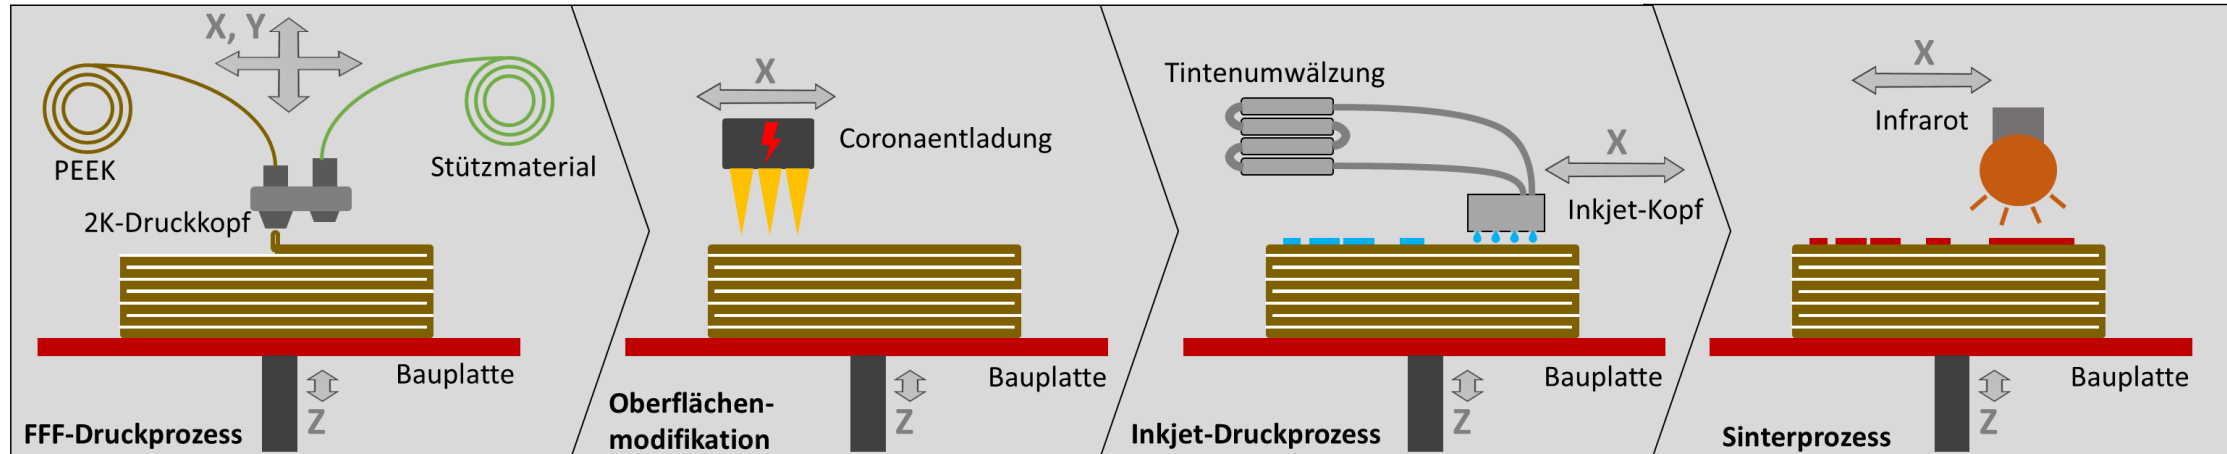 X, Y
PEEK
Stützmaterial
2K-Druckkopf
Bauplatte
Z
FFF-Druckprozess
X
Coronaentladung
Bauplatte
Z
Oberflächen-
modifikation
Tintenumwälzung
X
Inkjet-Kopf
Bauplatte
Z
Inkjet-Druckprozess
X
Infrarot
Bauplatte
Z
Sinterprozess